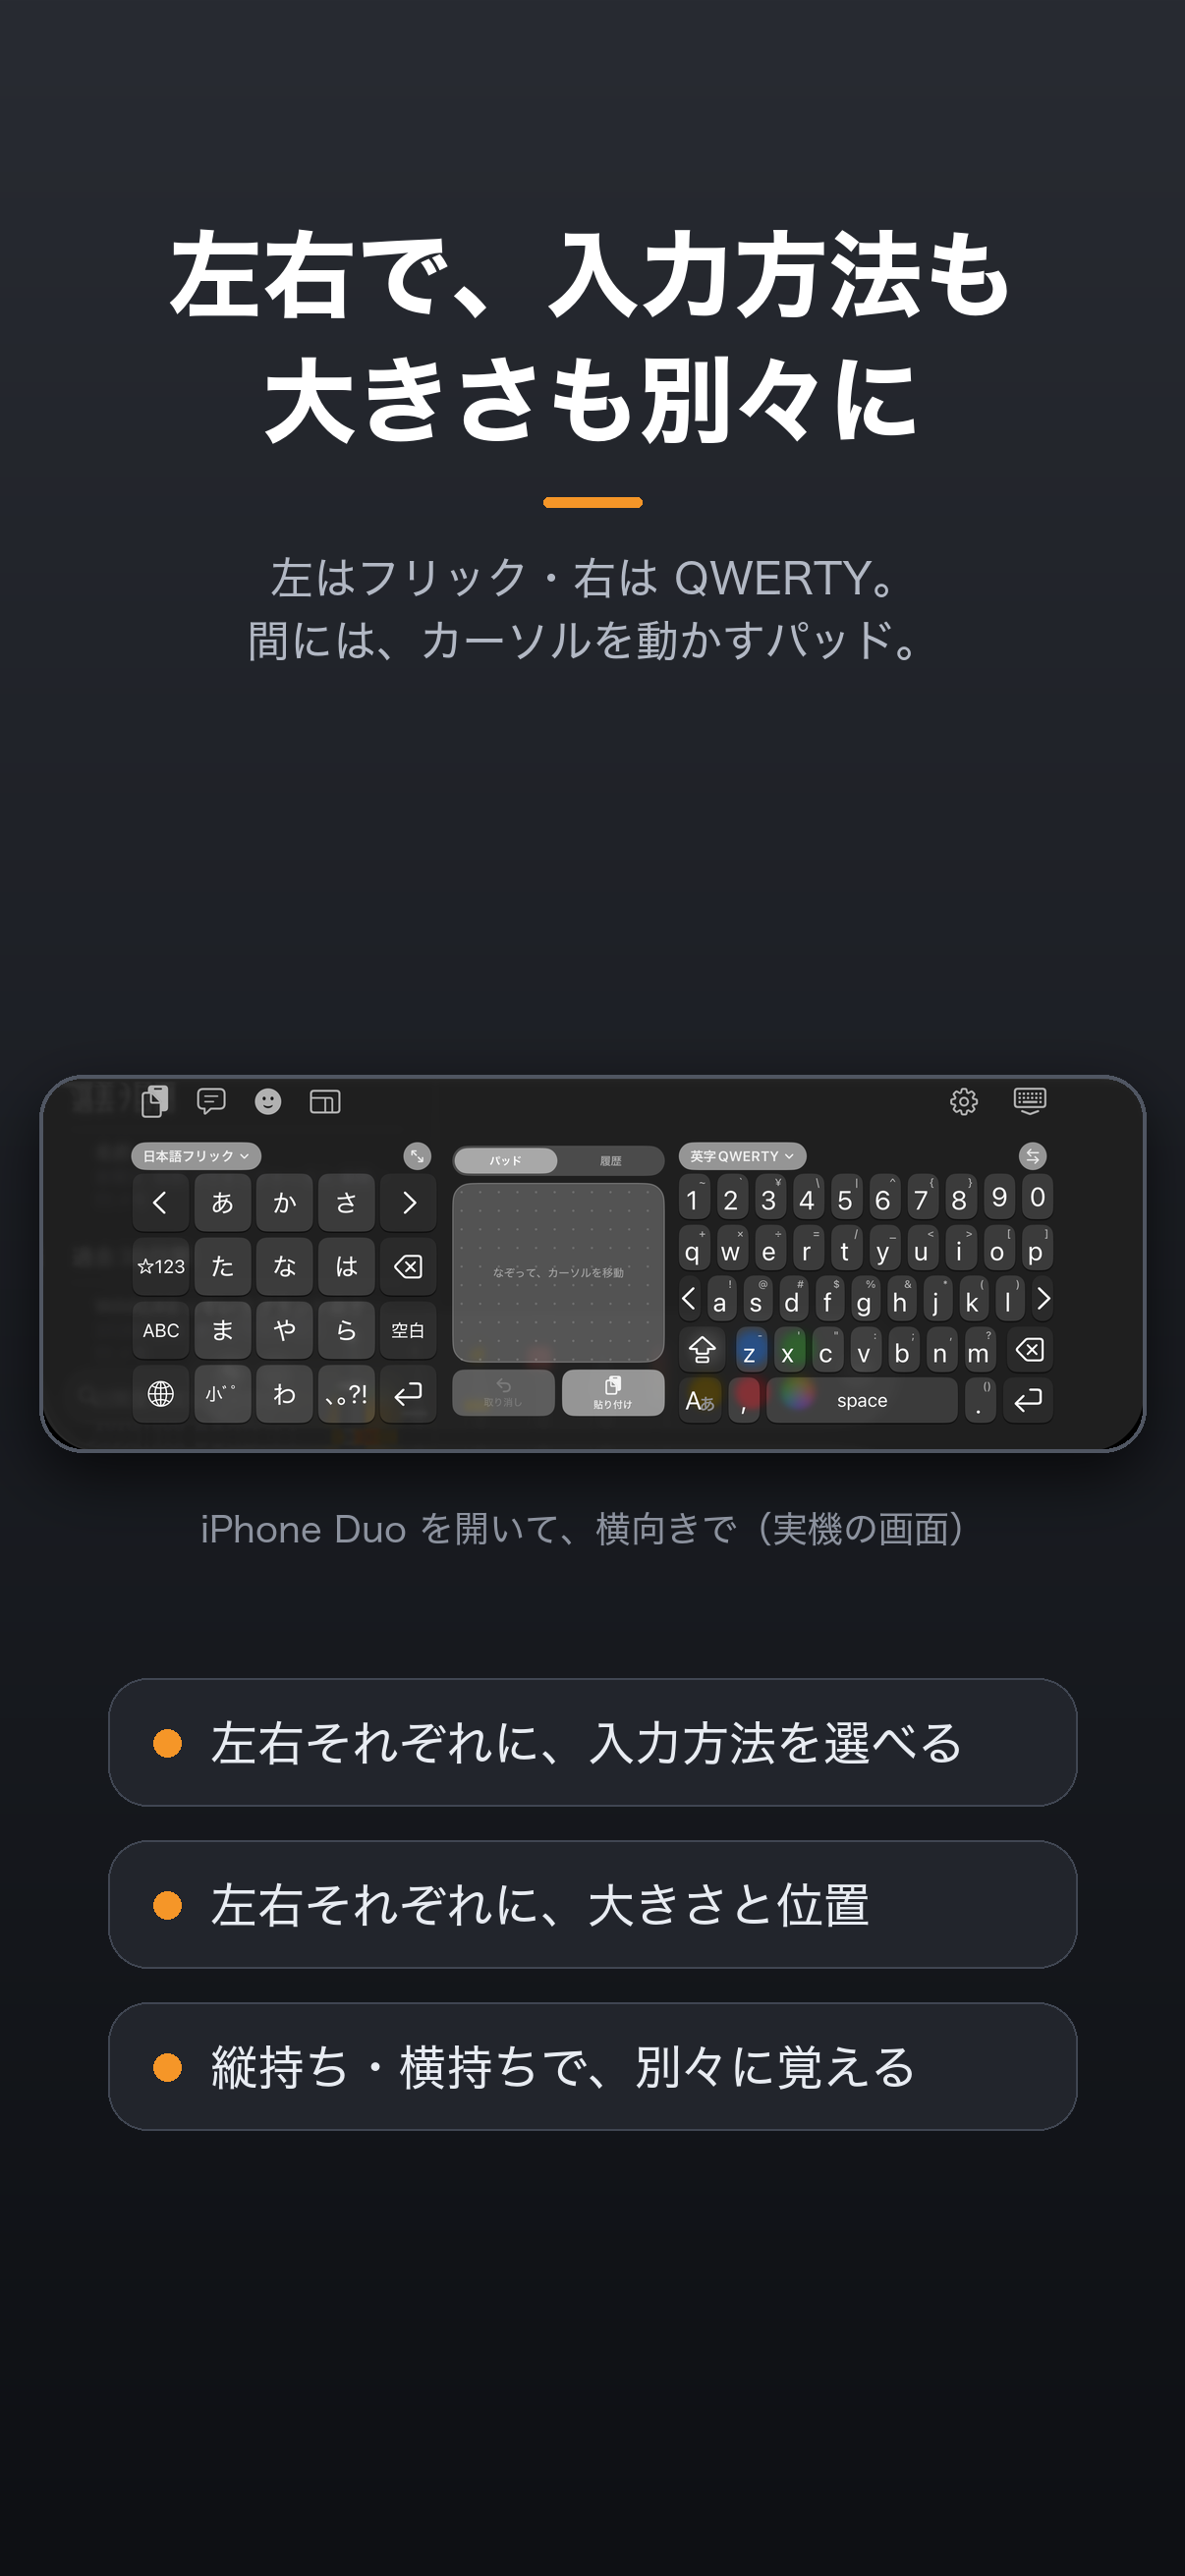 左右で、入力方法も
大きさも別々に
左はフリック・右は QWERTY。
間には、カーソルを動かすパッド。
日本語フリック
パッド 履歴
英字QWERTY
あ か さ
☆123 た な は
ABC ま や ら 空白
小゛゜ わ 、。?!
なぞって、カーソルを移動
取り消し 貼り付け
1 2 3 4 5 6 7 8 9 0
~ ` ¥ \ | ^ { }
q w e r t y u i o p
+ × ÷ = / _ < > [ ]
a s d f g h j k l
! @ # $ % & * ( )
z x c v b n m
- ' " : ; , ?
Aあ , space .
()
iPhone Duo を開いて、横向きで（実機の画面）
左右それぞれに、入力方法を選べる
左右それぞれに、大きさと位置
縦持ち・横持ちで、別々に覚える